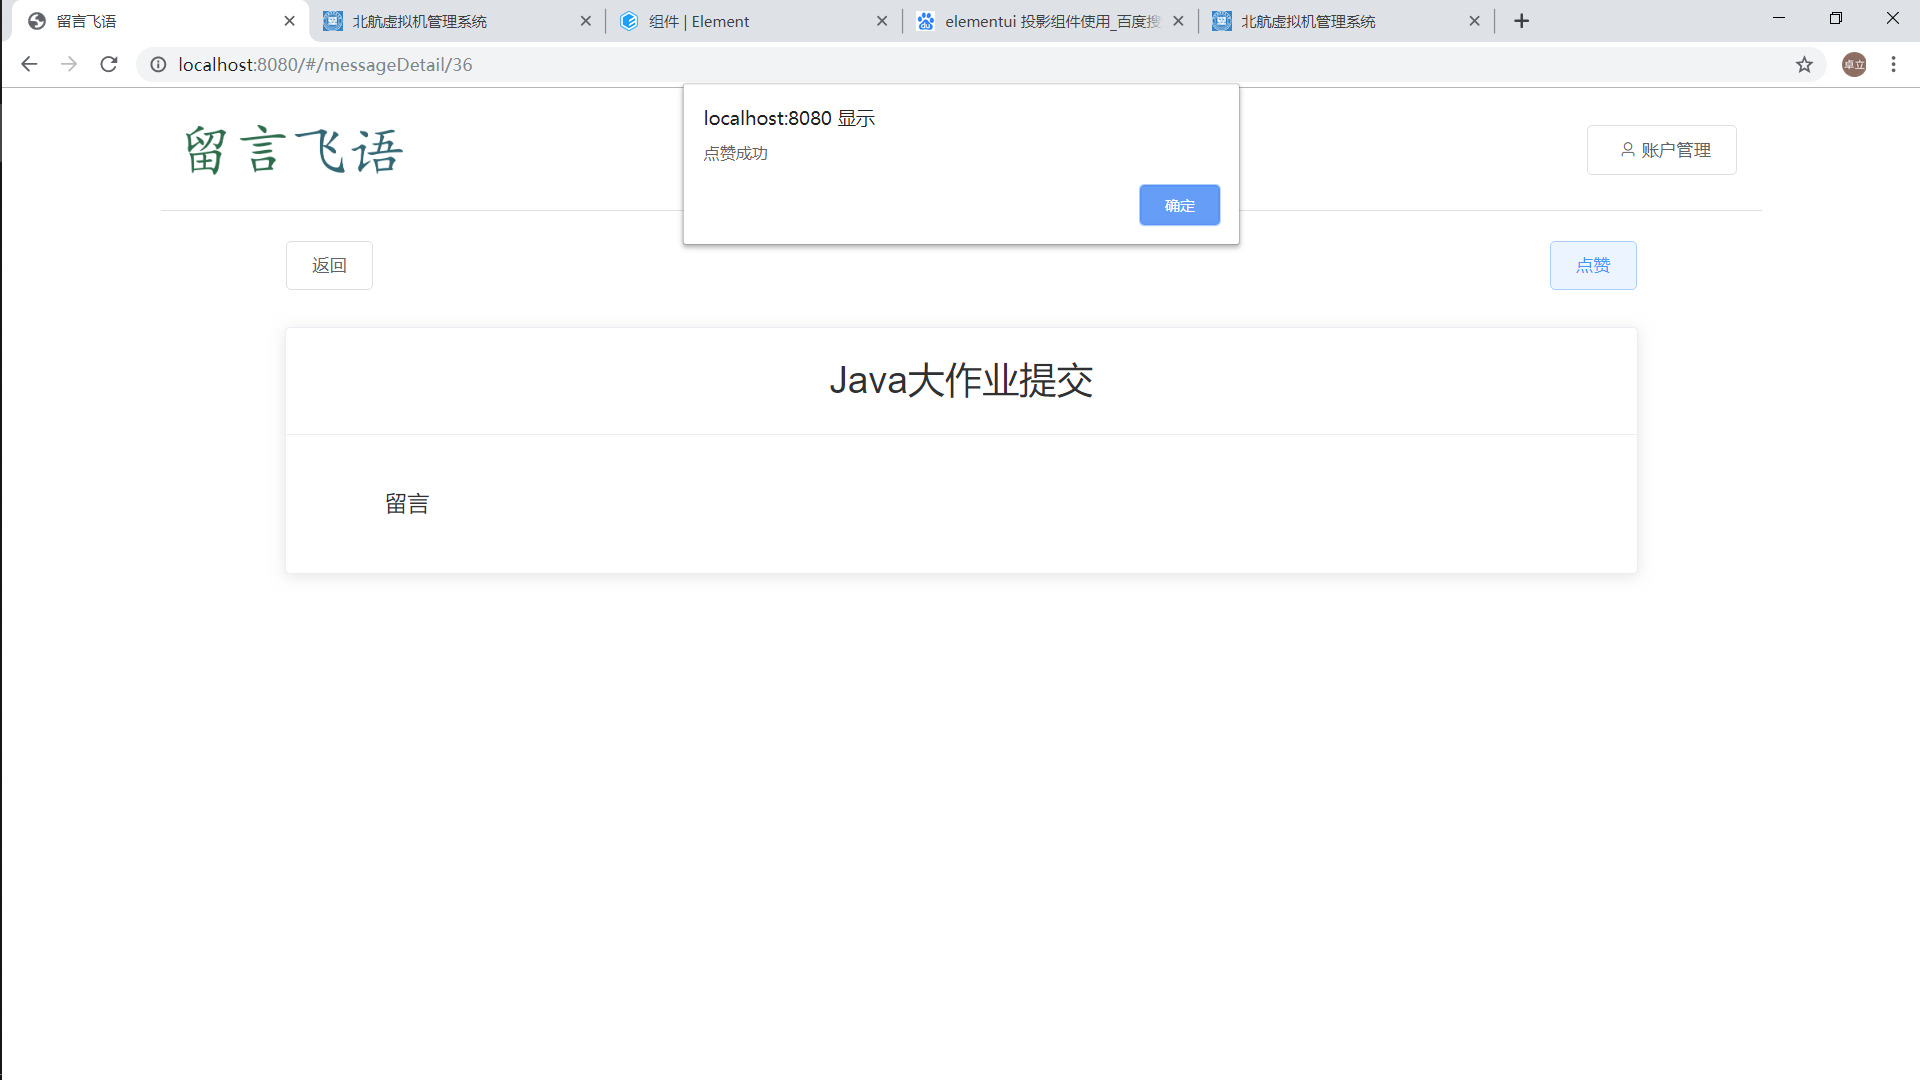 留言飞语
北航虚拟机管理系统
组件 | Element
elementui 投影组件使用_百度搜
北航虚拟机管理系统
localhost:8080/#/messageDetail/36
卓立
localhost:8080 显示
点赞成功
确定
留言飞语
账户管理
返回
点赞
Java大作业提交
留言